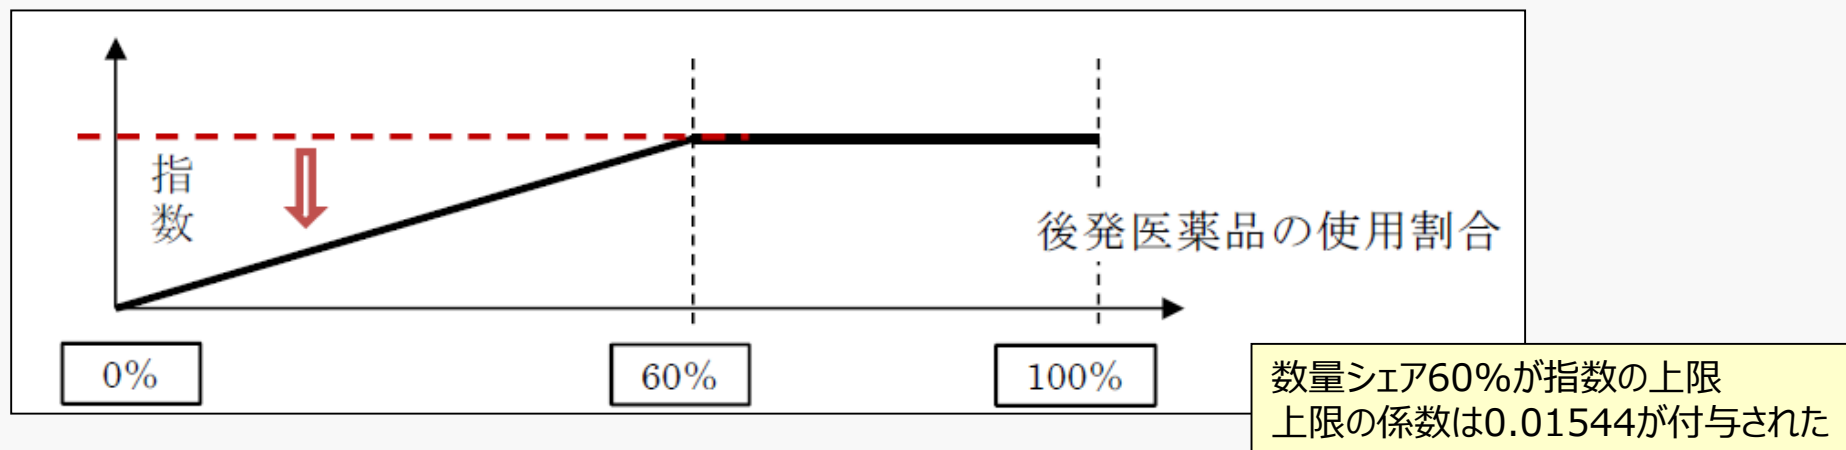 指
数
後発医薬品の使用割合
0%
60%
100%
数量シェア60%が指数の上限
上限の係数は0.01544が付与された